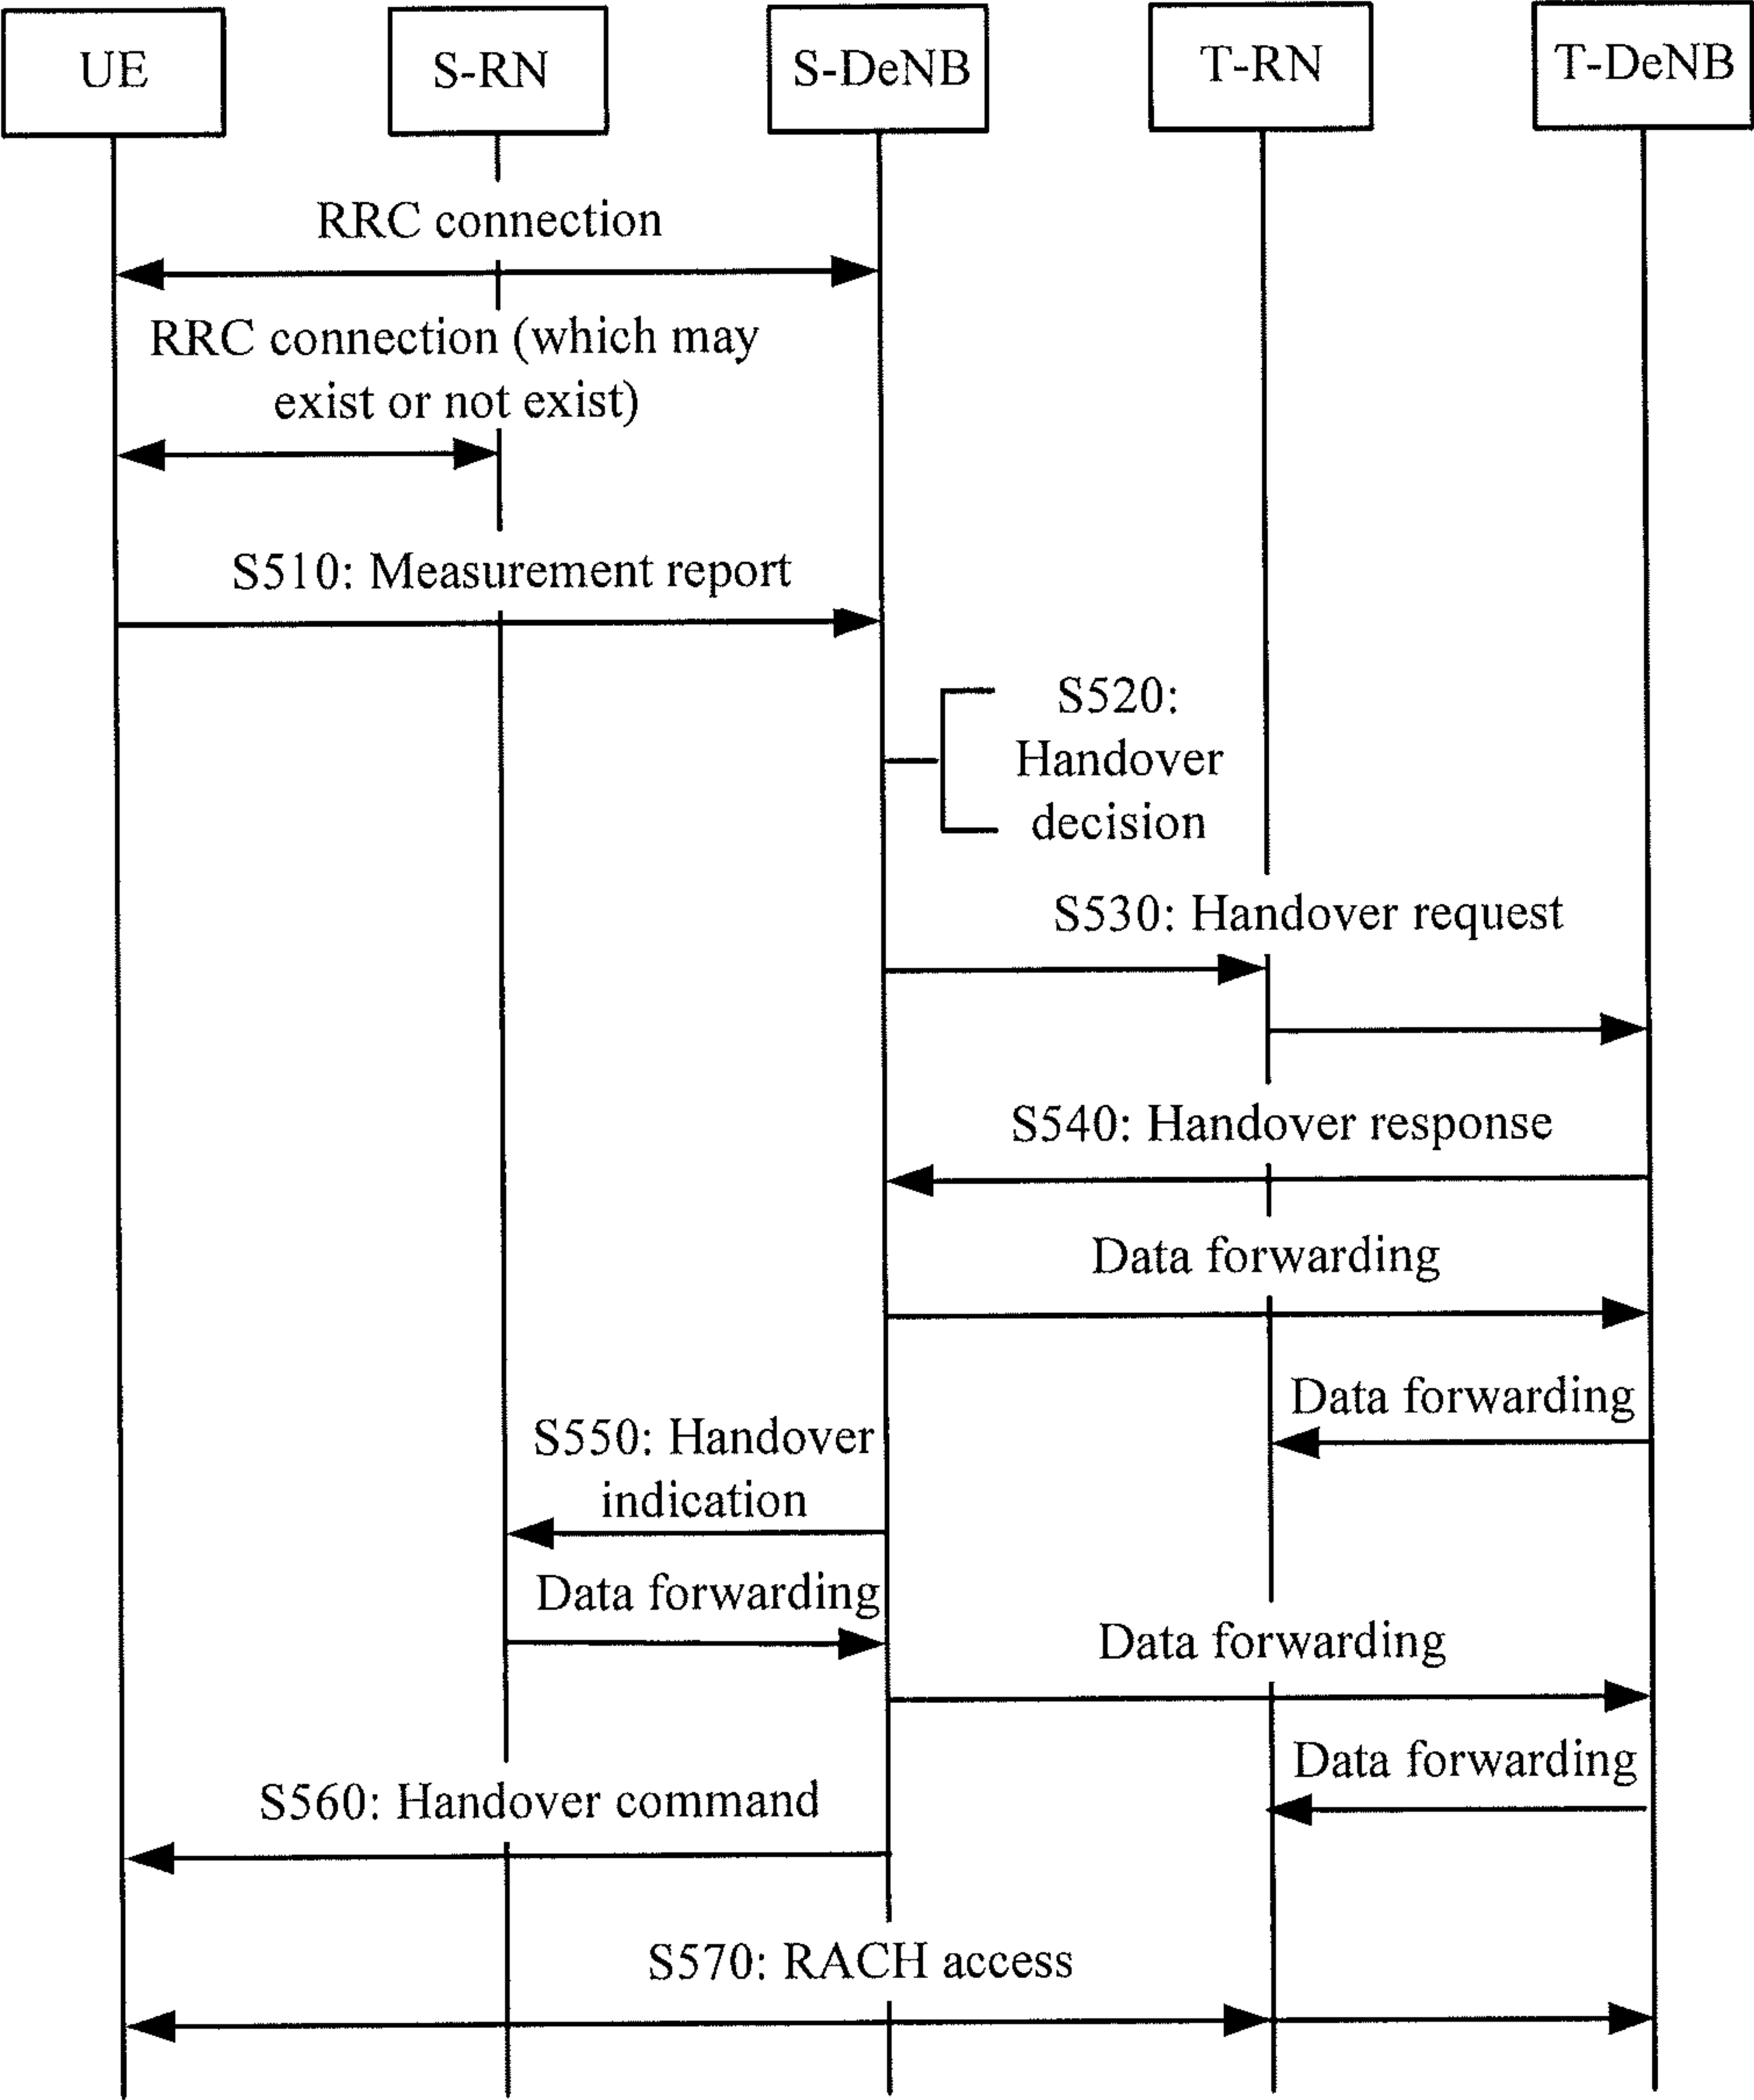 UE
S-RN
S-DeNB
T-RN
T-DeNB
RRC connection
RRC connection (which may
exist or not exist)
S510: Measurement report
S520:
Handover
decision
S530: Handover request
S540: Handover response
Data forwarding
Data forwarding
S550: Handover
indication
Data forwarding
Data forwarding
Data forwarding
S560: Handover command
S570: RACH access